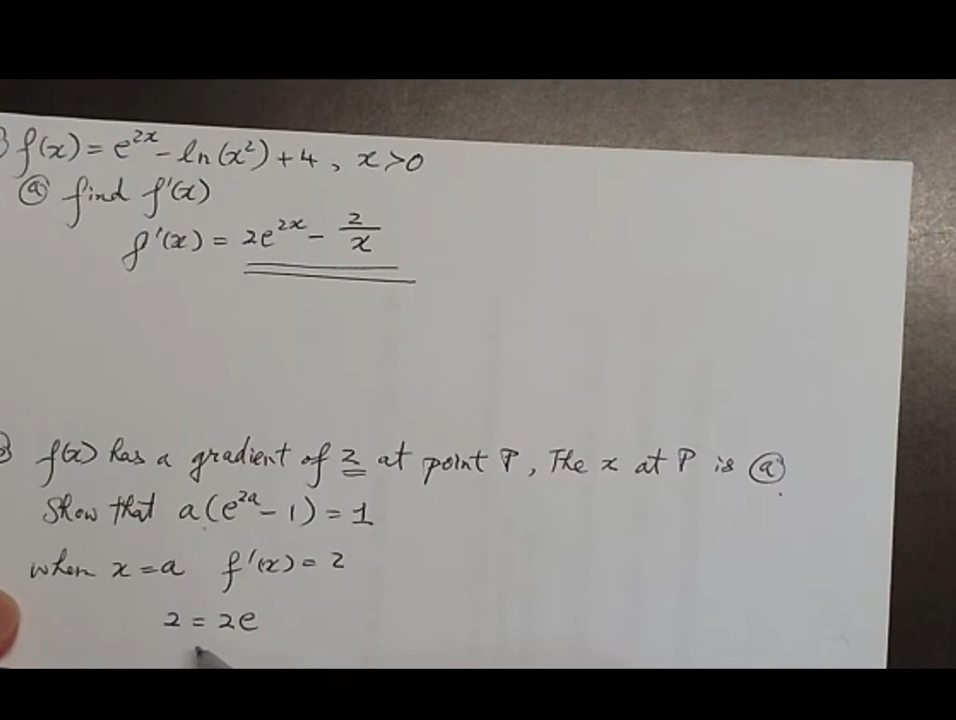 f(x) = e^{2x} - ln(x²) + 4, x > 0
ⓐ find f'(x)
f'(x) = 2e^{2x} - \frac{2}{x}
f(x) has a gradient of 2 at point P, The x at P is ⓐ
Show that a(e^{2a} - 1) = 1
when x = a f'(x) = 2
2 = 2e